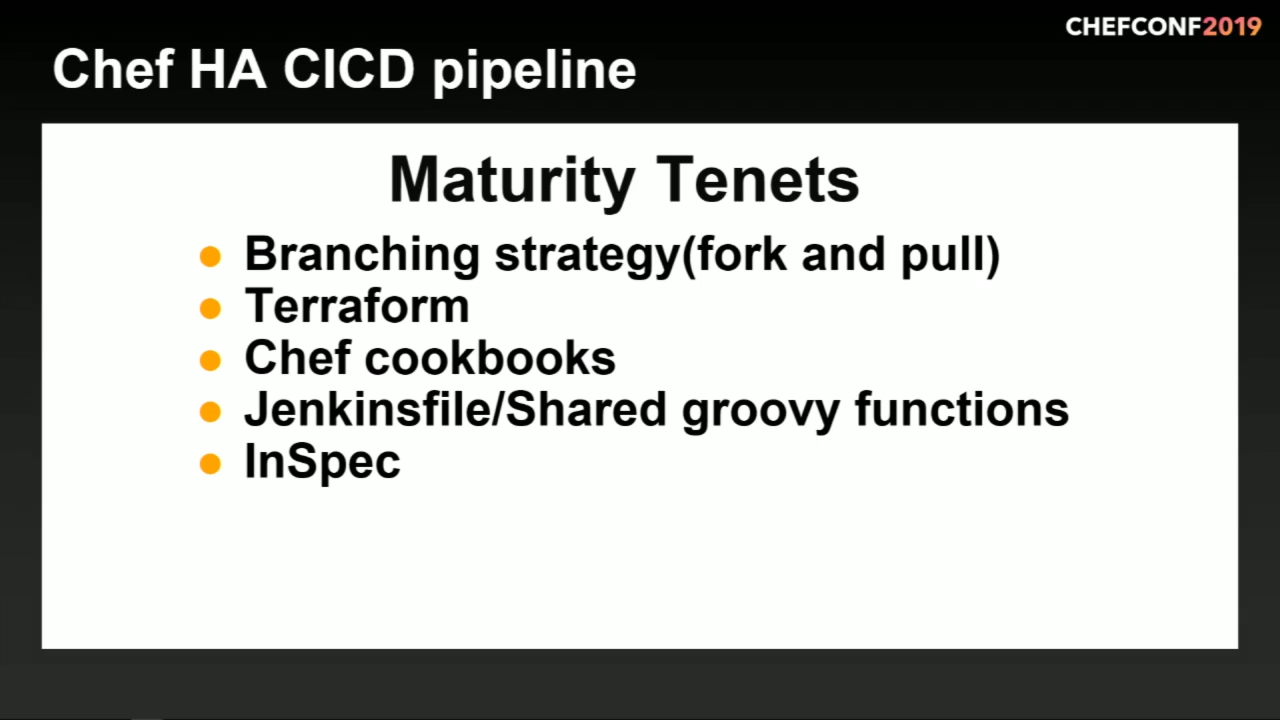 CHEFCONF2019
Chef HA CICD pipeline
Maturity Tenets
Branching strategy(fork and pull)
Terraform
Chef cookbooks
Jenkinsfile/Shared groovy functions
InSpec